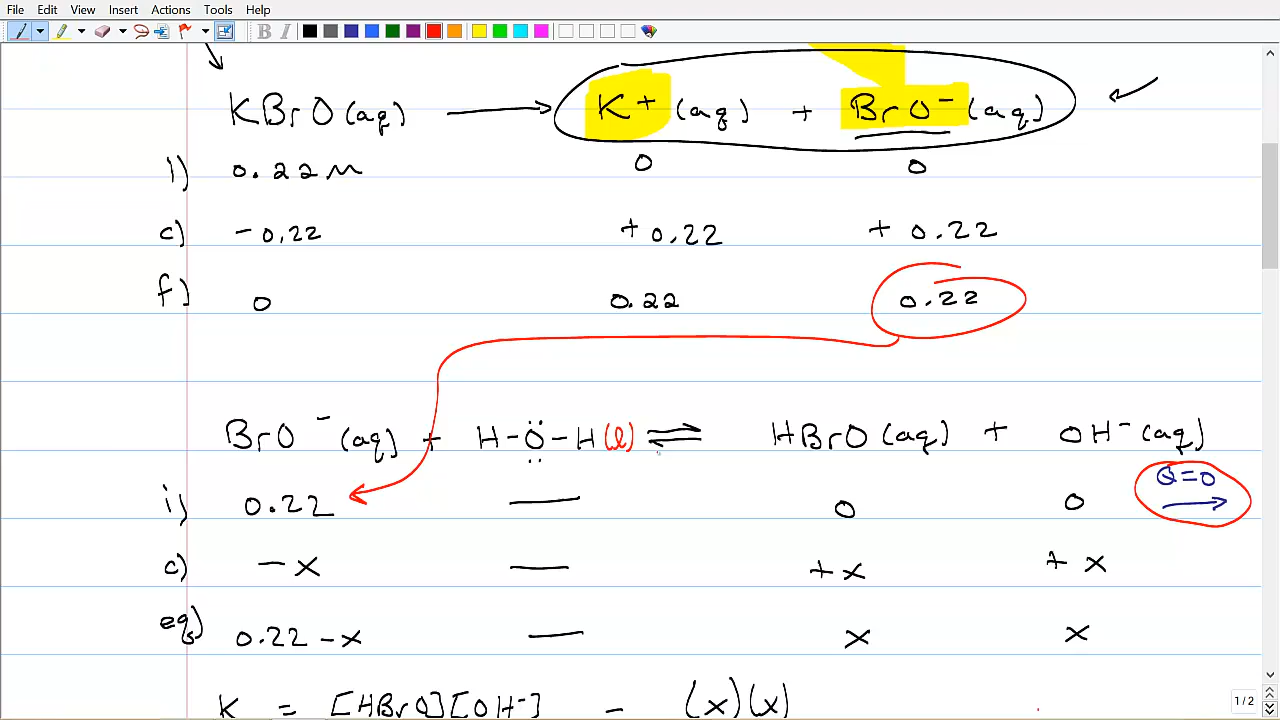 File Edit View Insert Actions Tools Help
B I
KBrO(aq) ⟶ K⁺(aq) + BrO⁻(aq)
i) 0.22 M 0 0
c) -0.22 +0.22 +0.22
f) 0 0.22 0.22
BrO⁻(aq) + H-Ö-H(l) ⇌ HBrO(aq) + OH⁻(aq)
Q=0
i) 0.22 — 0 0
c) -x — +x +x
eq) 0.22-x — x x
K = [HBrO][OH⁻] = (x)(x)
1/2